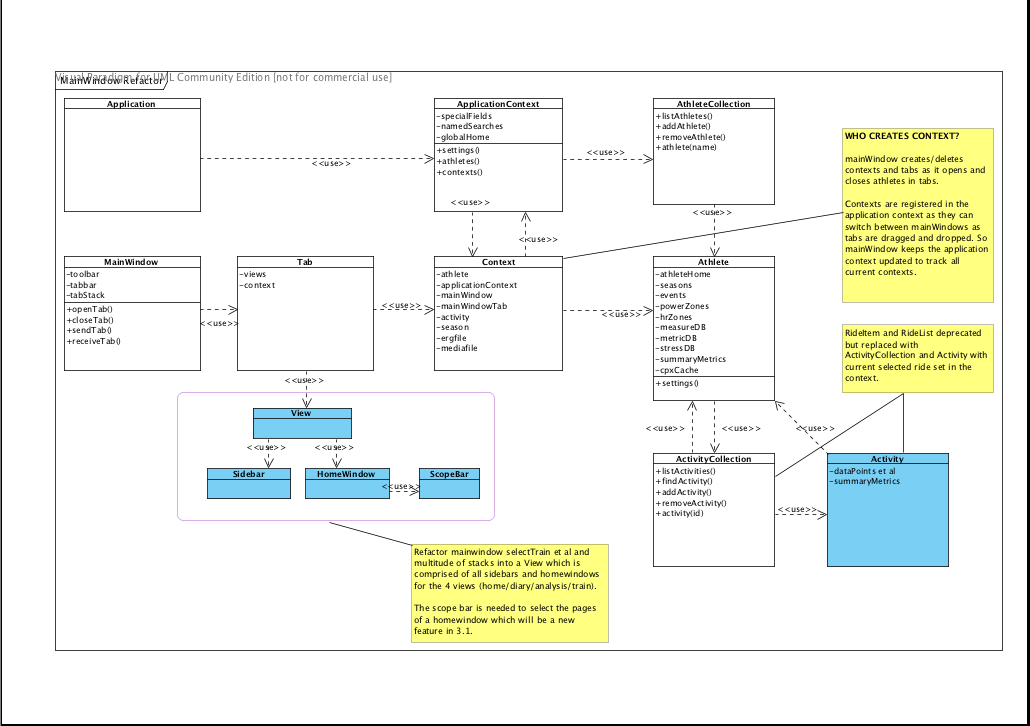 Visual Paradigm for UML Community Edition [not for commercial use]
MainWindow Refactor
Application
ApplicationContext
-specialFields
-namedSearches
-globalHome
+settings()
+athletes()
+contexts()
AthleteCollection
+listAthletes()
+addAthlete()
+removeAthlete()
+athlete(name)
<<use>>
<<use>>
<<use>>
<<use>>
<<use>>
WHO CREATES CONTEXT?
mainWindow creates/deletes
contexts and tabs as it opens and
closes athletes in tabs.
Contexts are registered in the
application context as they can
switch between mainWindows as
tabs are dragged and dropped. So
mainWindow keeps the application
context updated to track all
current contexts.
MainWindow
-toolbar
-tabbar
-tabStack
+openTab()
+closeTab()
+sendTab()
+receiveTab()
<<use>>
Tab
-views
-context
<<use>>
Context
-athlete
-applicationContext
-mainWindow
-mainWindowTab
-activity
-season
-ergfile
-mediafile
<<use>>
Athlete
-athleteHome
-seasons
-events
-powerZones
-hrZones
-measureDB
-metricDB
-stressDB
-summaryMetrics
-cpxCache
+settings()
RideItem and RideList deprecated
but replaced with
ActivityCollection and Activity with
current selected ride set in the
context.
<<use>>
View
<<use>>
<<use>>
Sidebar
HomeWindow
<<use>>
ScopeBar
<<use>>
<<use>>
<<use>>
ActivityCollection
+listActivities()
+findActivity()
+addActivity()
+removeActivity()
+activity(id)
<<use>>
Activity
-dataPoints et al
-summaryMetrics
Refactor mainwindow selectTrain et al and
multitude of stacks into a View which is
comprised of all sidebars and homewindows
for the 4 views (home/diary/analysis/train).
The scope bar is needed to select the pages
of a homewindow which will be a new
feature in 3.1.